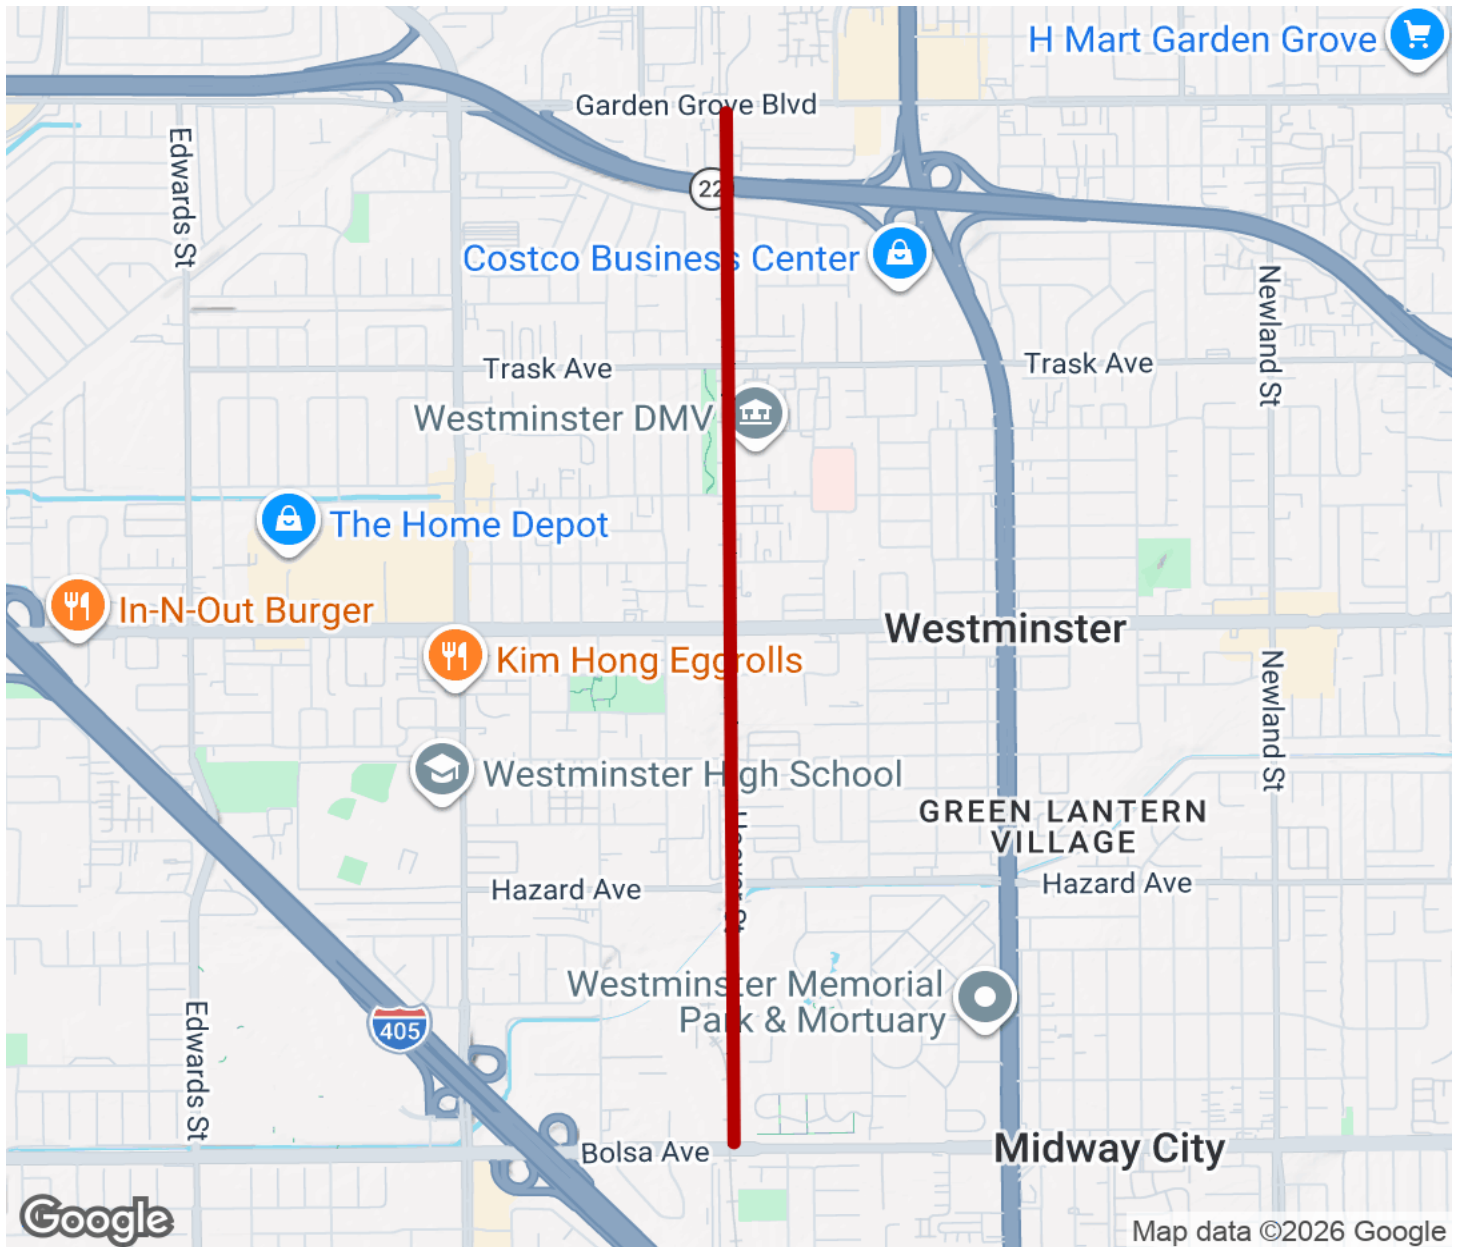 H Mart Garden Grove
Garden Grove Blvd
Edwards St
22
Costco Business Center
Newland St
Trask Ave
Trask Ave
Westminster DMV
The Home Depot
In-N-Out Burger
Westminster
Kim Hong Eggrolls
Newland St
Westminster High School
GREEN LANTERN
VILLAGE
Hazard Ave
Hazard Ave
Westminster Memorial
Park & Mortuary
405
Edwards St
Bolsa Ave
Midway City
Google
Map data ©2026 Google